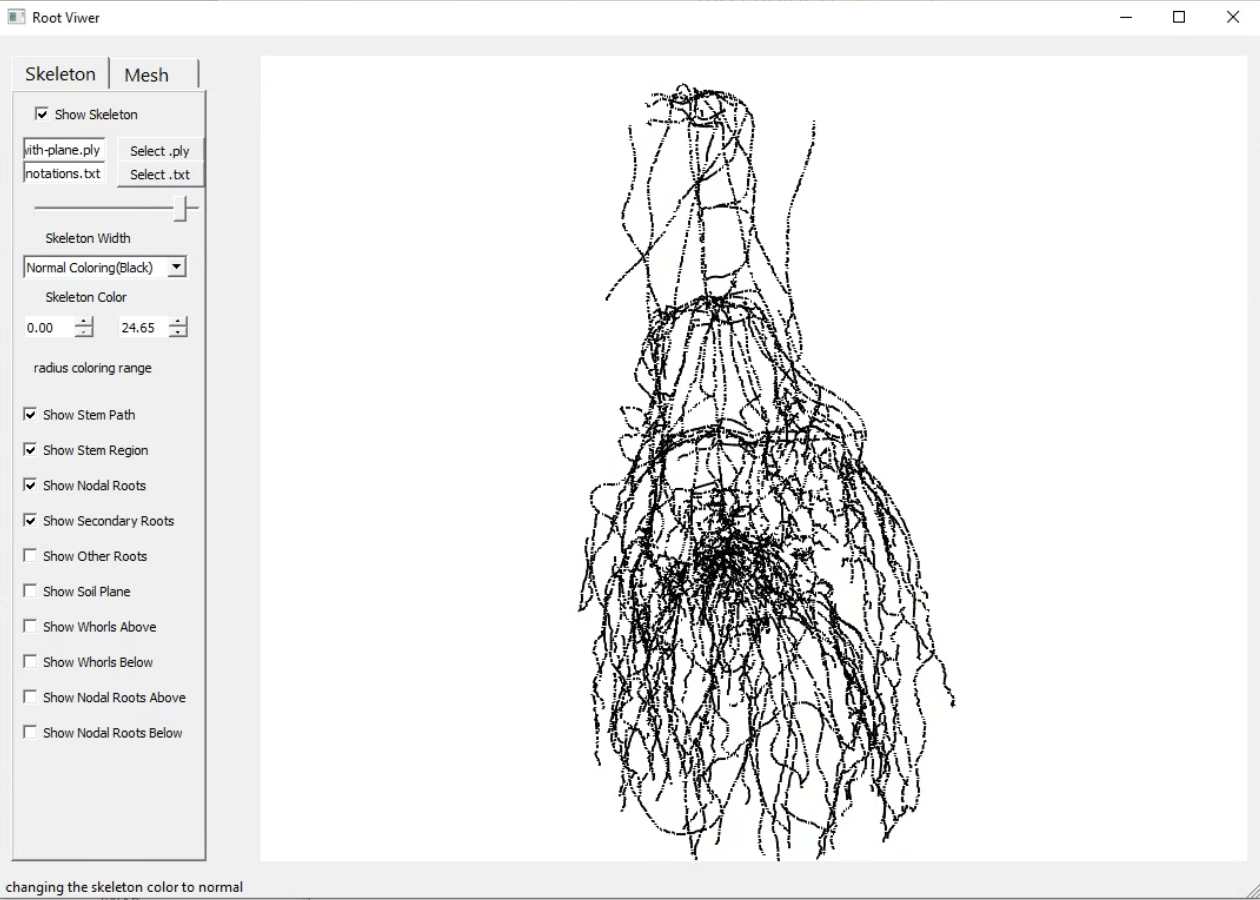 Root Viwer
Skeleton
Mesh
Show Skeleton
with-plane.ply
Select .ply
notations.txt
Select .txt
Skeleton Width
Normal Coloring(Black)
Skeleton Color
0.00
24.65
radius coloring range
Show Stem Path
Show Stem Region
Show Nodal Roots
Show Secondary Roots
Show Other Roots
Show Soil Plane
Show Whorls Above
Show Whorls Below
Show Nodal Roots Above
Show Nodal Roots Below
changing the skeleton color to normal